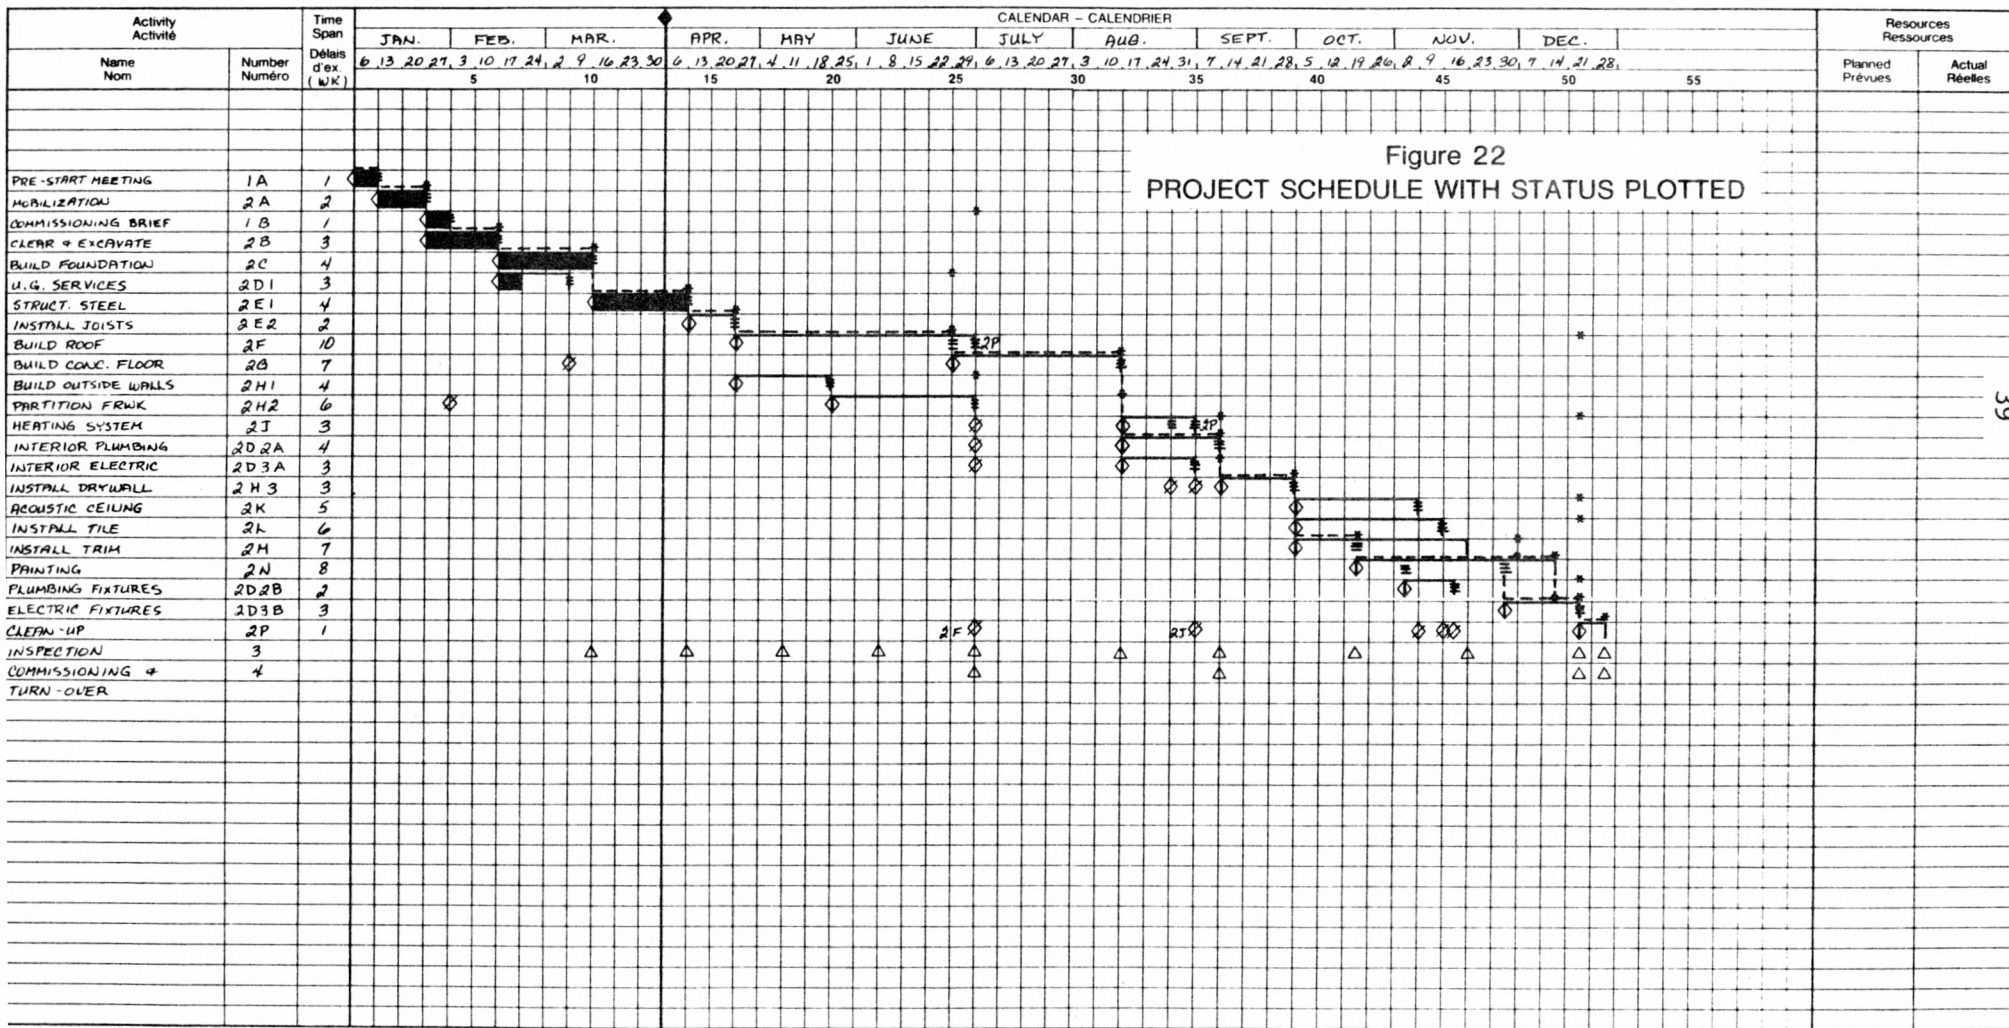 Activity
Activité
Time
Span
Délais
d'ex.
(WK)
CALENDAR – CALENDRIER
Resources
Ressources
Name
Nom
Number
Numéro
JAN. FEB. MAR. APR. MAY JUNE JULY AUG. SEPT. OCT. NOV. DEC.
6 13 20 27 3 10 17 24 2 9 16 23 30 6 13 20 27 4 11 18 25 1 8 15 22 29 6 13 20 27 3 10 17 24 31 7 14 21 28 5 12 19 26 2 9 16 23 30 7 14 21 28
5 10 15 20 25 30 35 40 45 50 55
Planned
Prévues
Actual
Réelles
Figure 22
PROJECT SCHEDULE WITH STATUS PLOTTED
PRE-START MEETING 1A 1
MOBILIZATION 2A 2
COMMISSIONING BRIEF 1B 1
CLEAR & EXCAVATE 2B 3
BUILD FOUNDATION 2C 4
U.G. SERVICES 2D1 3
STRUCT. STEEL 2E1 4
INSTALL JOISTS 2E2 2
BUILD ROOF 2F 10 2P
BUILD CONC. FLOOR 2G 7
BUILD OUTSIDE WALLS 2H1 4
PARTITION FRWK 2H2 6
HEATING SYSTEM 2J 3 2P
INTERIOR PLUMBING 2D2A 4
INTERIOR ELECTRIC 2D3A 3
INSTALL DRYWALL 2H3 3
ACOUSTIC CEILING 2K 5
INSTALL TILE 2L 6
INSTALL TRIM 2M 7
PAINTING 2N 8
PLUMBING FIXTURES 2D2B 2
ELECTRIC FIXTURES 2D3B 3
CLEAN-UP 2P 1 2F 2J
INSPECTION 3
COMMISSIONING & 4
TURN-OVER
39